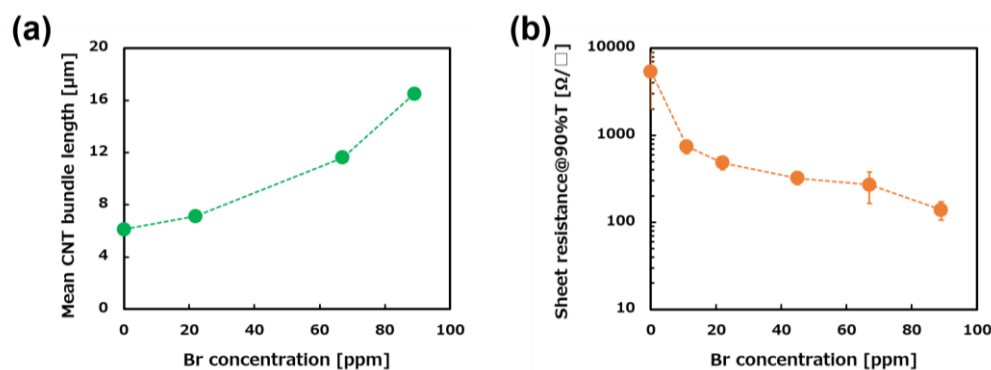 (a)
Mean CNT bundle length [µm]
20
16
12
8
4
0
0 20 40 60 80 100
Br concentration [ppm]
(b)
Sheet resistance@90%T [Ω/□]
10000
1000
100
10
0 20 40 60 80 100
Br concentration [ppm]